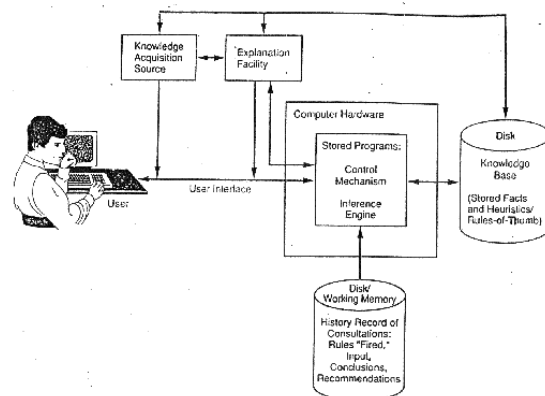 Knowledge
Acquisition
Source
Explanation
Facility
Computer Hardware
Stored Programs:
Control
Mechanism
Inference
Engine
Disk
Knowledge
Base
(Stored Facts
and Heuristics/
Rules-of-Thumb)
User Interface
User
Disk/
Working Memory
History Record of
Consultations:
Rules "Fired,"
Input,
Conclusions,
Recommendations